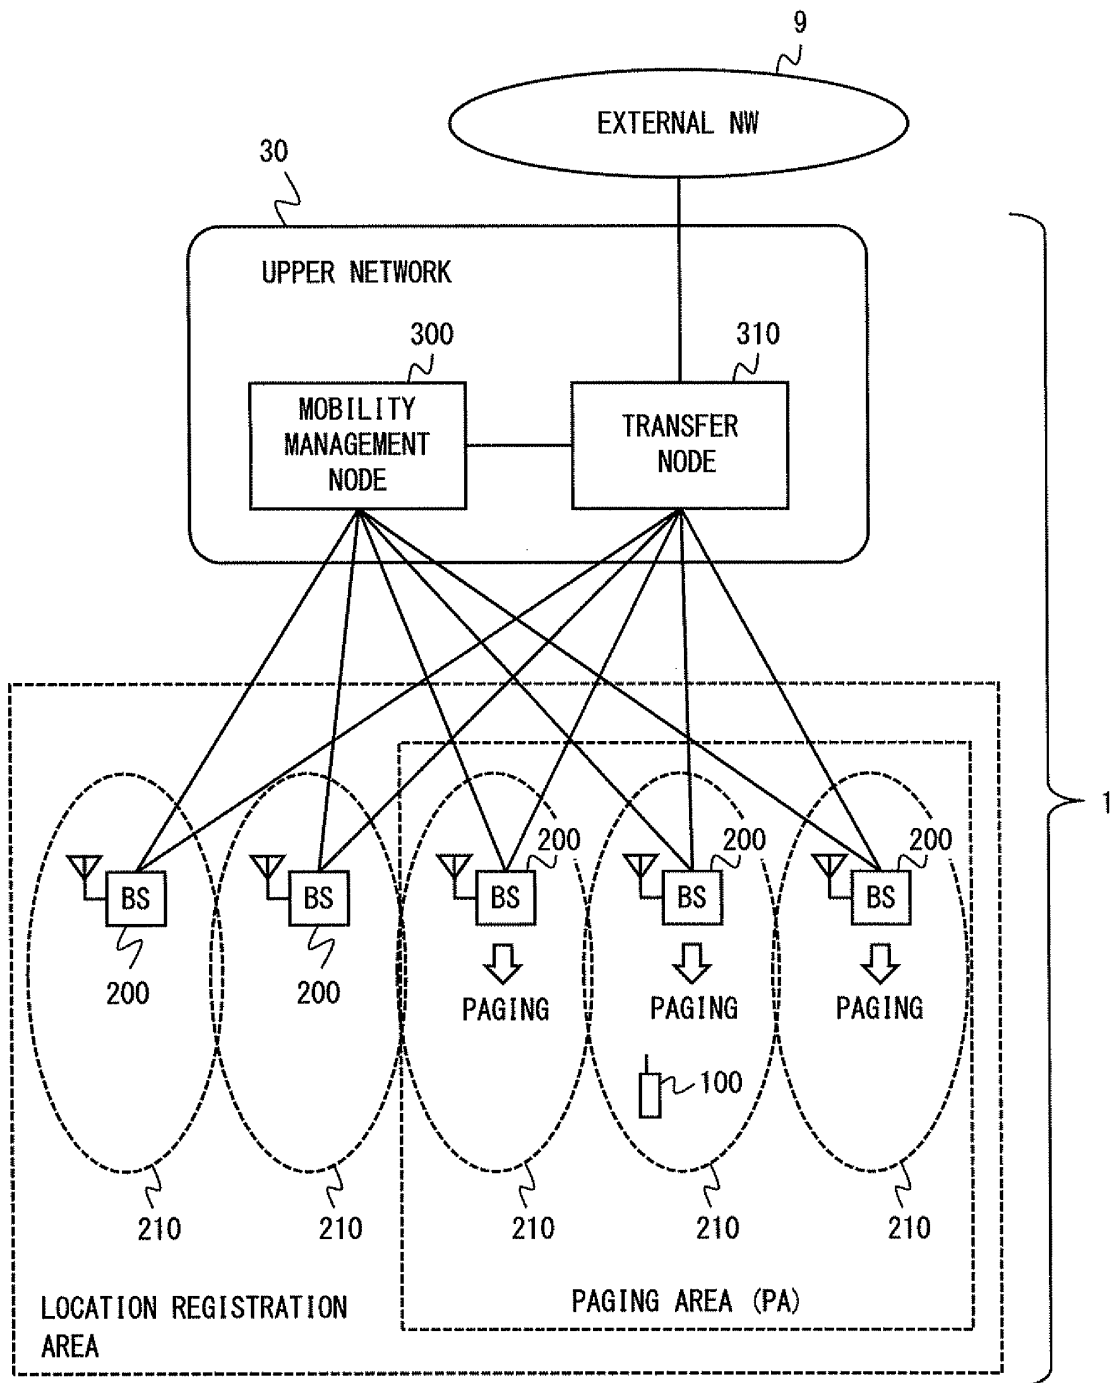 9
EXTERNAL NW
30
UPPER NETWORK
300
310
MOBILITY
MANAGEMENT
NODE
TRANSFER
NODE
1
200
200
200
BS
BS
BS
BS
BS
200
200
PAGING
PAGING
PAGING
100
210
210
210
210
210
LOCATION REGISTRATION
AREA
PAGING AREA (PA)